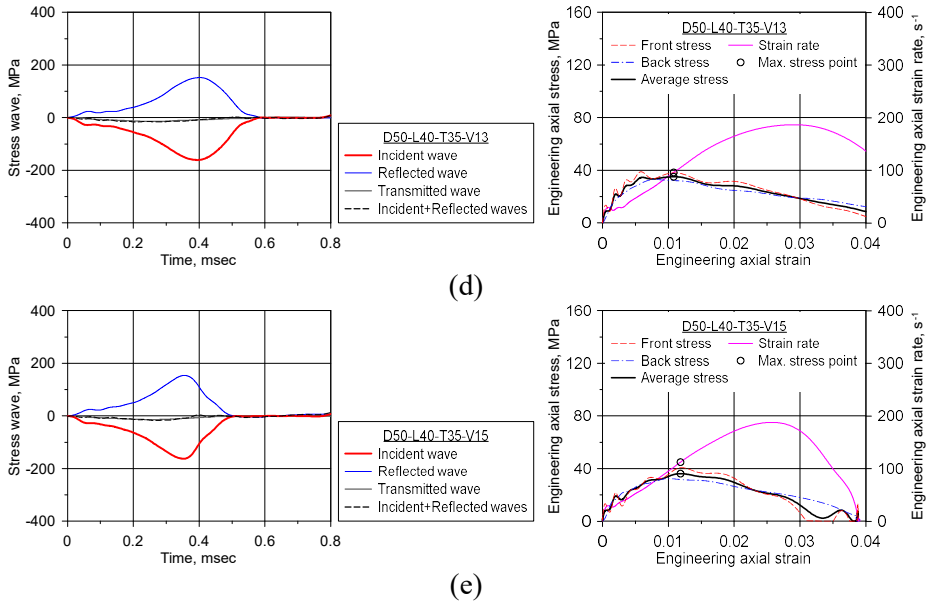 400
200
0
-200
-400
Stress wave, MPa
0 0.2 0.4 0.6 0.8
Time, msec
D50-L40-T35-V13
Incident wave
Reflected wave
Transmitted wave
Incident+Reflected waves
160
120
80
40
0
Engineering axial stress, MPa
D50-L40-T35-V13
Front stress Strain rate
Back stress Max. stress point
Average stress
400
300
200
100
0
Engineering axial strain rate, s-1
0 0.01 0.02 0.03 0.04
Engineering axial strain
(d)
400
200
0
-200
-400
Stress wave, MPa
0 0.2 0.4 0.6 0.8
Time, msec
D50-L40-T35-V15
Incident wave
Reflected wave
Transmitted wave
Incident+Reflected waves
160
120
80
40
0
Engineering axial stress, MPa
D50-L40-T35-V15
Front stress Strain rate
Back stress Max. stress point
Average stress
400
300
200
100
0
Engineering axial strain rate, s-1
0 0.01 0.02 0.03 0.04
Engineering axial strain
(e)